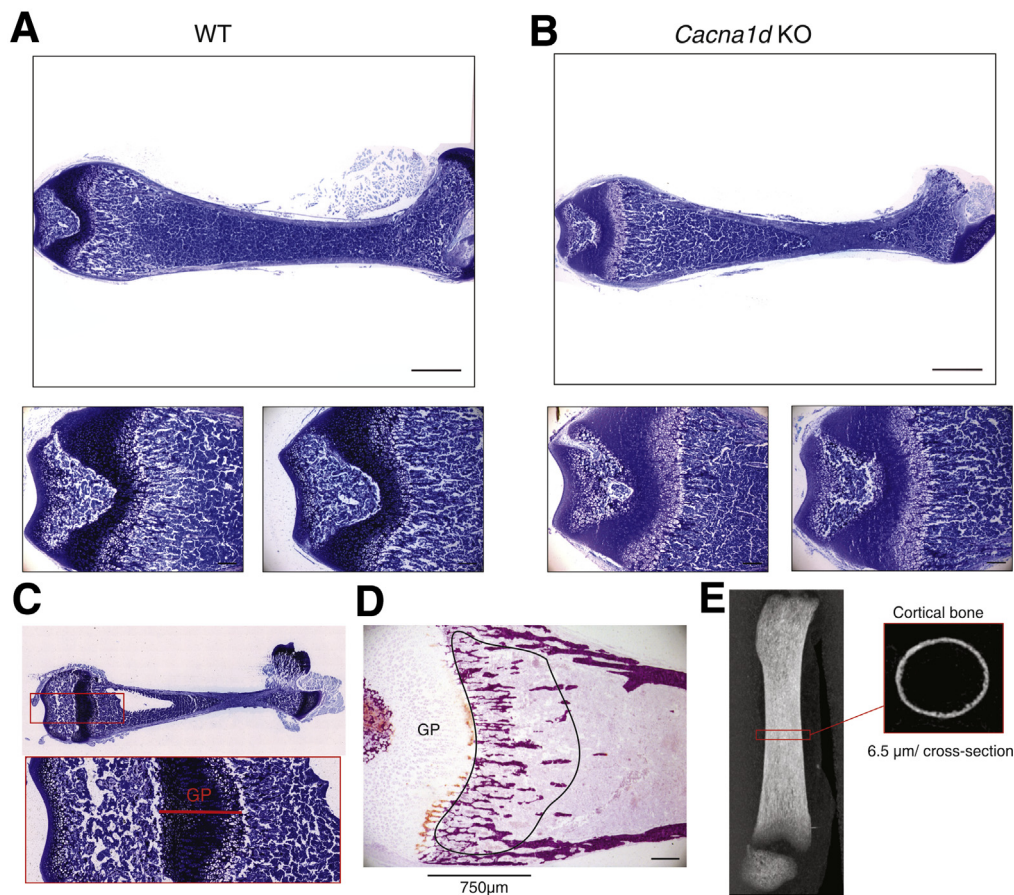 A
WT
B
Cacna1d KO
C
GP
D
GP
750μm
E
Cortical bone
6.5 μm/ cross-section